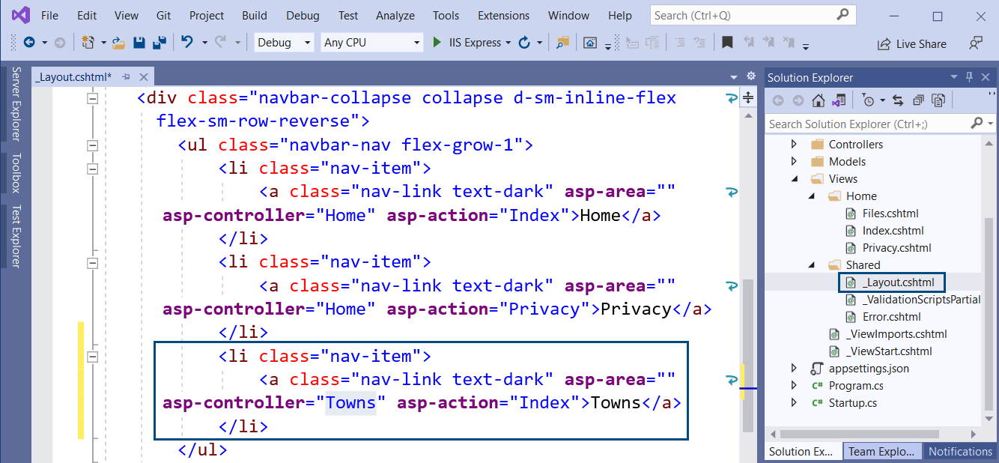 File Edit View Git Project Build Debug Test Analyze Tools Extensions Window Help Search (Ctrl+Q)
Debug Any CPU IIS Express Live Share
Server Explorer
Toolbox
Test Explorer
_Layout.cshtml*
<div class="navbar-collapse collapse d-sm-inline-flex
flex-sm-row-reverse">
<ul class="navbar-nav flex-grow-1">
<li class="nav-item">
<a class="nav-link text-dark" asp-area=""
asp-controller="Home" asp-action="Index">Home</a>
</li>
<li class="nav-item">
<a class="nav-link text-dark" asp-area=""
asp-controller="Home" asp-action="Privacy">Privacy</a>
</li>
<li class="nav-item">
<a class="nav-link text-dark" asp-area=""
asp-controller="Towns" asp-action="Index">Towns</a>
</li>
</ul>
Solution Explorer
Search Solution Explorer (Ctrl+;)
Controllers
Models
Views
Home
Files.cshtml
Index.cshtml
Privacy.cshtml
Shared
_Layout.cshtml
_ValidationScriptsPartial
Error.cshtml
_ViewImports.cshtml
_ViewStart.cshtml
appsettings.json
C# Program.cs
C# Startup.cs
Solution Ex... Team Explo... Notifications